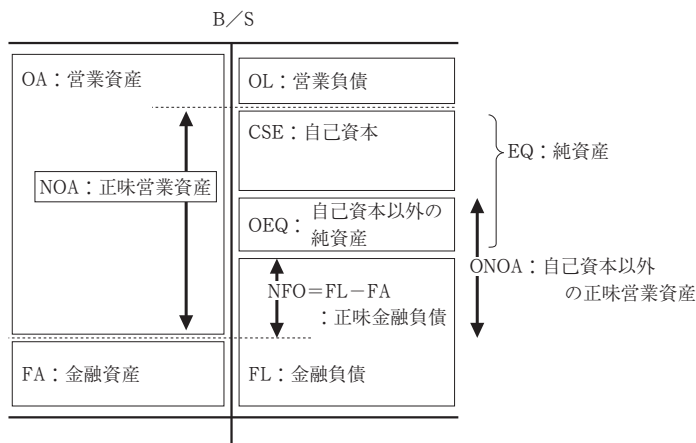 B／S
OA：営業資産
NOA：正味営業資産
FA：金融資産
OL：営業負債
CSE：自己資本
OEQ：自己資本以外の
純資産
NFO＝FL－FA
：正味金融負債
FL：金融負債
EQ：純資産
ONOA：自己資本以外
の正味営業資産